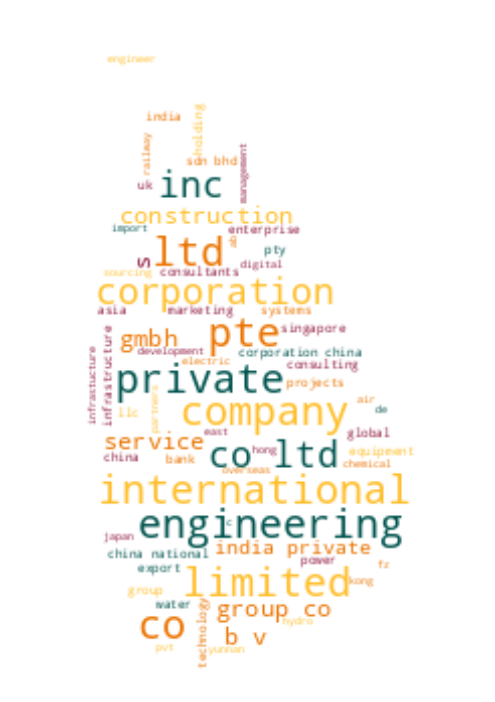 engineer
india
holding
railway
sdn bhd
management
uk
inc
construction
import
enterprise
ltd
pty
s
digital
sourcing
consultants
corporation
asia
marketing
systems
pte
singapore
gmbh
infrastructure
infrastucture
development
corporation china
electric
consulting
private
projects
partners
air
llc
company
de
east
global
service
hong
equipment
co ltd
china
bank
chemical
overseas
international
c
engineering
japan
china national
india private
power
export
fz
limited
kong
group
water
technology
group co
co
hydro
b v
pvt
yunnan